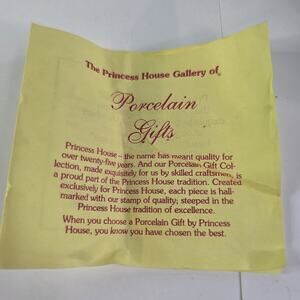 The Princess House Gallery of®
Porcelain
Gifts
Princess House – the name has meant quality for
over twenty-five years. And our Porcelain Gift Col-
lection, made exquisitely for us by skilled craftsmen, is
a proud part of the Princess House tradition. Created
exclusively for Princess House, each piece is hall-
marked with our stamp of quality; steeped in the
Princess House tradition of excellence.
When you choose a Porcelain Gift by Princess
House, you know you have chosen the best.